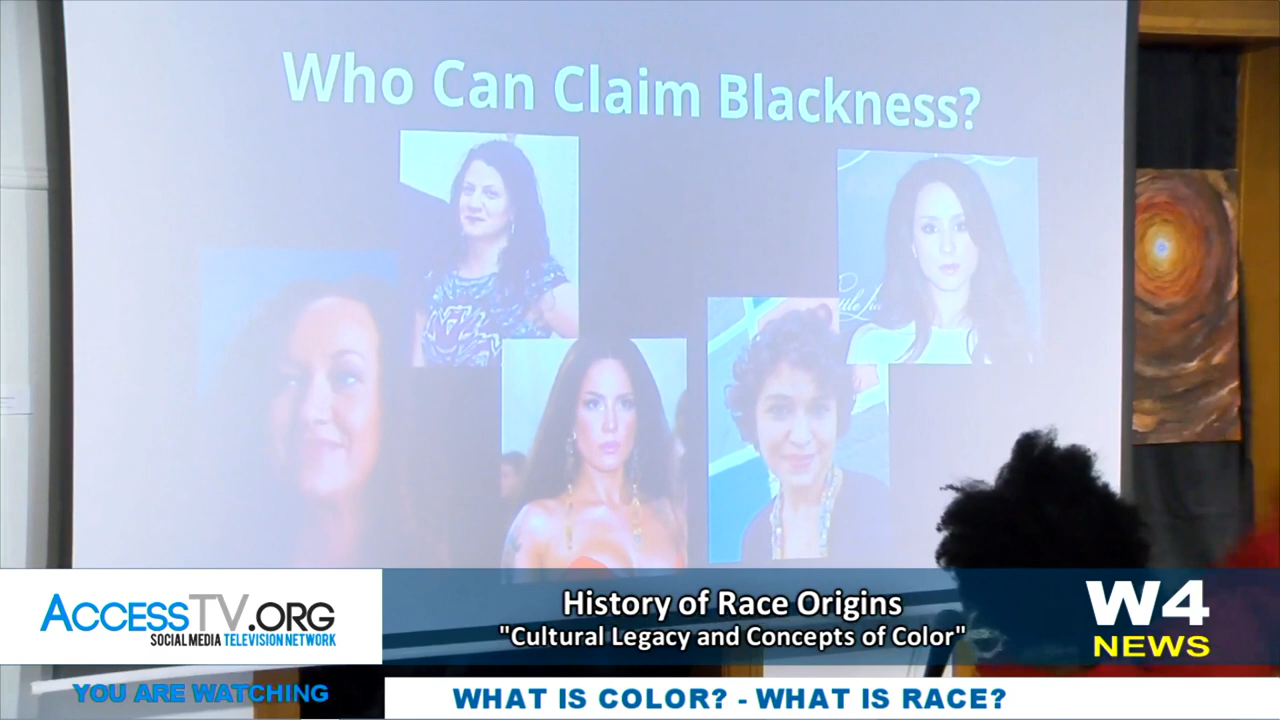 Who Can Claim Blackness?
ACCESSTV.ORG
SOCIAL MEDIA TELEVISION NETWORK
History of Race Origins
"Cultural Legacy and Concepts of Color"
W4
NEWS
YOU ARE WATCHING
WHAT IS COLOR? - WHAT IS RACE?